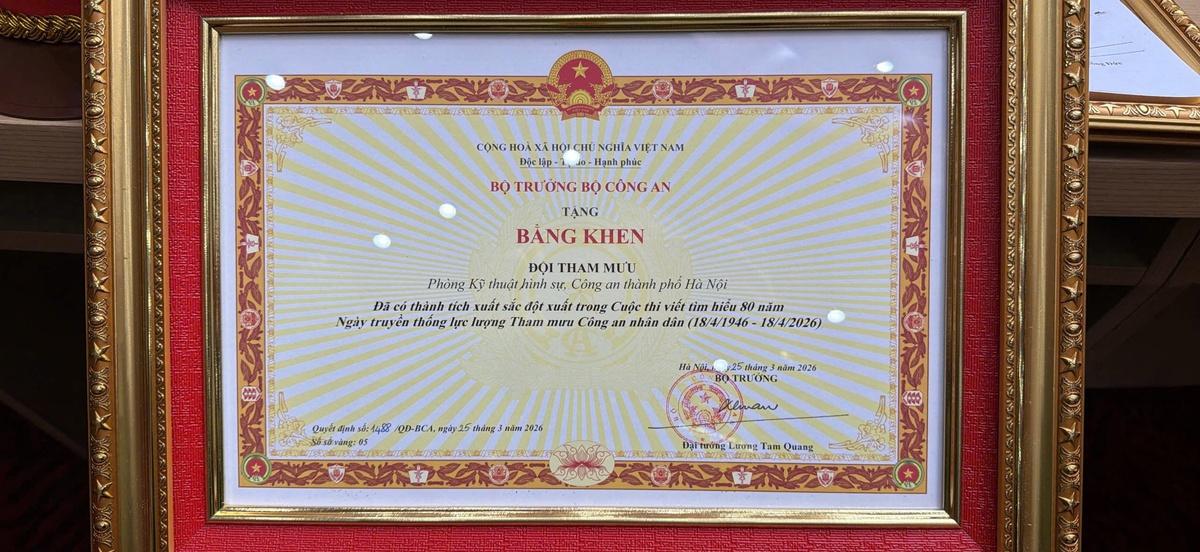 CỘNG HOÀ XÃ HỘI CHỦ NGHĨA VIỆT NAM
Độc lập - Tự do - Hạnh phúc
BỘ TRƯỞNG BỘ CÔNG AN
TẶNG
BẰNG KHEN
ĐỘI THAM MƯU
Phòng Kỹ thuật hình sự, Công an thành phố Hà Nội
Đã có thành tích xuất sắc đột xuất trong Cuộc thi viết tìm hiểu 80 năm
Ngày truyền thống lực lượng Tham mưu Công an nhân dân (18/4/1946 - 18/4/2026)
Hà Nội, ngày 25 tháng 3 năm 2026
BỘ TRƯỞNG
Quyết định số: 1488 /QĐ-BCA, ngày 25 tháng 3 năm 2026
Số sổ vàng: 05
Đại tướng Lương Tam Quang